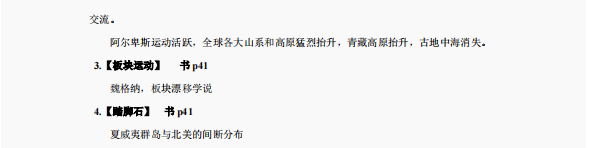 交流。
阿尔卑斯运动活跃，全球各大山系和高原猛烈抬升，青藏高原抬升，古地中海消失。
3.【板块运动】 书 p41
魏格纳，板块漂移学说
4.【踏脚石】 书 p41
夏威夷群岛与北美的间断分布